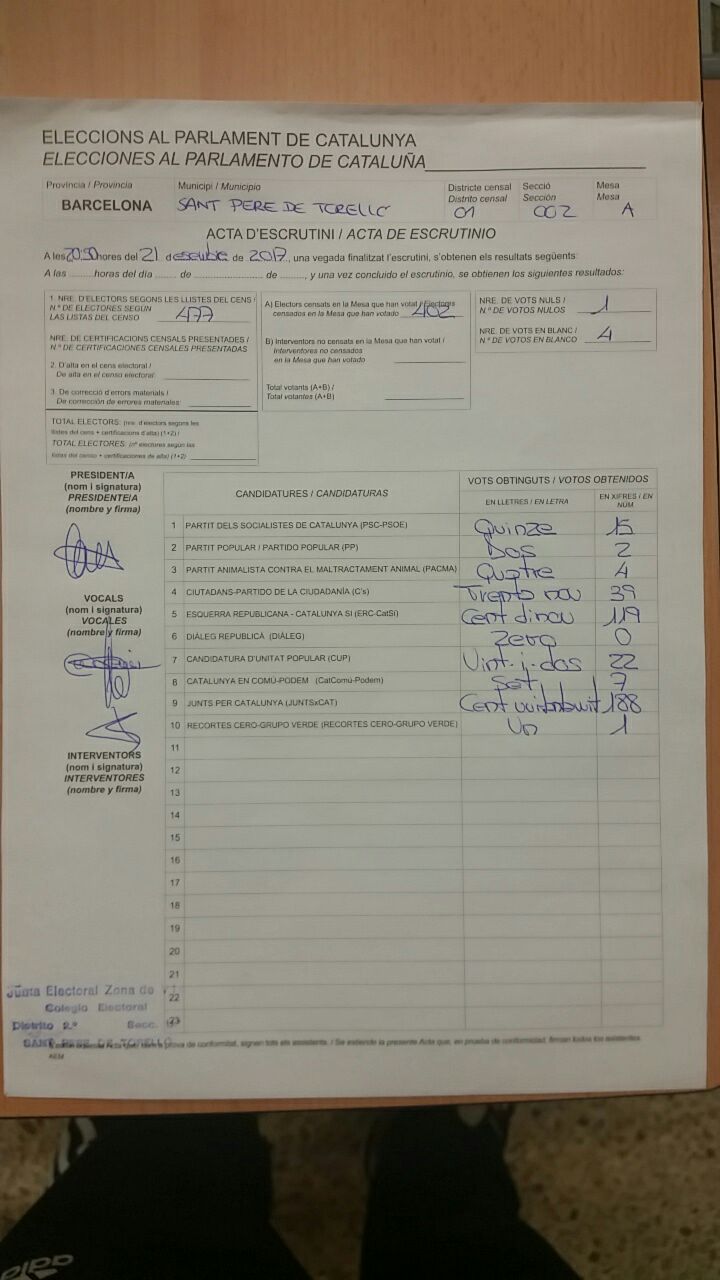 ELECCIONS AL PARLAMENT DE CATALUNYA
ELECCIONES AL PARLAMENTO DE CATALUÑA
Provincia / Provincia Municipi / Municipio Districte censal Secció Mesa
Distrito censal Sección Mesa
BARCELONA SANT PERE DE TORELLO 01 002 A
ACTA D'ESCRUTINI / ACTA DE ESCRUTINIO
A les 20:50 hores del 21 desembre de 2017, una vegada finalitzat l'escrutini, s'obtenen els resultats següents:
A las ......... horas del día ....... de .................. de ........, y una vez concluido el escrutinio, se obtienen los siguientes resultados:
1. NRE. D'ELECTORS SEGONS LES LLISTES DEL CENS /
N.º DE ELECTORES SEGÚN
LAS LISTAS DEL CENSO 477
NRE. DE CERTIFICACIONS CENSALS PRESENTADES /
N.º DE CERTIFICACIONES CENSALES PRESENTADAS
2. D'alta en el cens electoral /
De alta en el censo electoral:
3. De correcció d'errors materials /
De corrección de errores materiales:
TOTAL ELECTORS: (nre. d'electors segons les
llistes del cens + certificacions d'alta) (1+2) /
TOTAL ELECTORES: (nº electores según las
listas del censo + certificaciones de alta) (1+2)
A) Electors censats en la Mesa que han votat / Electores
censados en la Mesa que han votado 402
B) Interventors no censats en la Mesa que han votat /
Interventores no censados
en la Mesa que han votado
Total votants (A+B) /
Total votantes (A+B)
NRE. DE VOTS NULS /
N.º DE VOTOS NULOS 1
NRE. DE VOTS EN BLANC /
N.º DE VOTOS EN BLANCO 4
PRESIDENT/A
(nom i signatura)
PRESIDENTE/A
(nombre y firma)
VOCALS
(nom i signatura)
VOCALES
(nombre y firma)
INTERVENTORS
(nom i signatura)
INTERVENTORES
(nombre y firma)
CANDIDATURES / CANDIDATURAS VOTS OBTINGUTS / VOTOS OBTENIDOS
EN LLETRES / EN LETRA EN XIFRES / EN NÚM
1 PARTIT DELS SOCIALISTES DE CATALUNYA (PSC-PSOE) Quinze 15
2 PARTIT POPULAR / PARTIDO POPULAR (PP) Dos 2
3 PARTIT ANIMALISTA CONTRA EL MALTRACTAMENT ANIMAL (PACMA) Quatre 4
4 CIUTADANS-PARTIDO DE LA CIUDADANÍA (C's) Trenta nou 39
5 ESQUERRA REPUBLICANA - CATALUNYA SÍ (ERC-CatSí) Cent dinou 119
6 DIÀLEG REPUBLICÀ (DIÀLEG) Zero 0
7 CANDIDATURA D'UNITAT POPULAR (CUP) Vint-i-dos 22
8 CATALUNYA EN COMÚ-PODEM (CatComú-Podem) Set 7
9 JUNTS PER CATALUNYA (JUNTSxCAT) Cent vuitanta vuit 188
10 RECORTES CERO-GRUPO VERDE (RECORTES CERO-GRUPO VERDE) Un 1
11
12
13
14
15
16
17
18
19
20
21
22
23
Junta Electoral Zona de
Colegio Electoral
Distrito 2.º Secc.
SANT PERE DE TORELLO
prova de conformitat, signen tots els assistents. / Se extiende la presente Acta que, en prueba de conformidad, firman todos los asistentes.
adidas